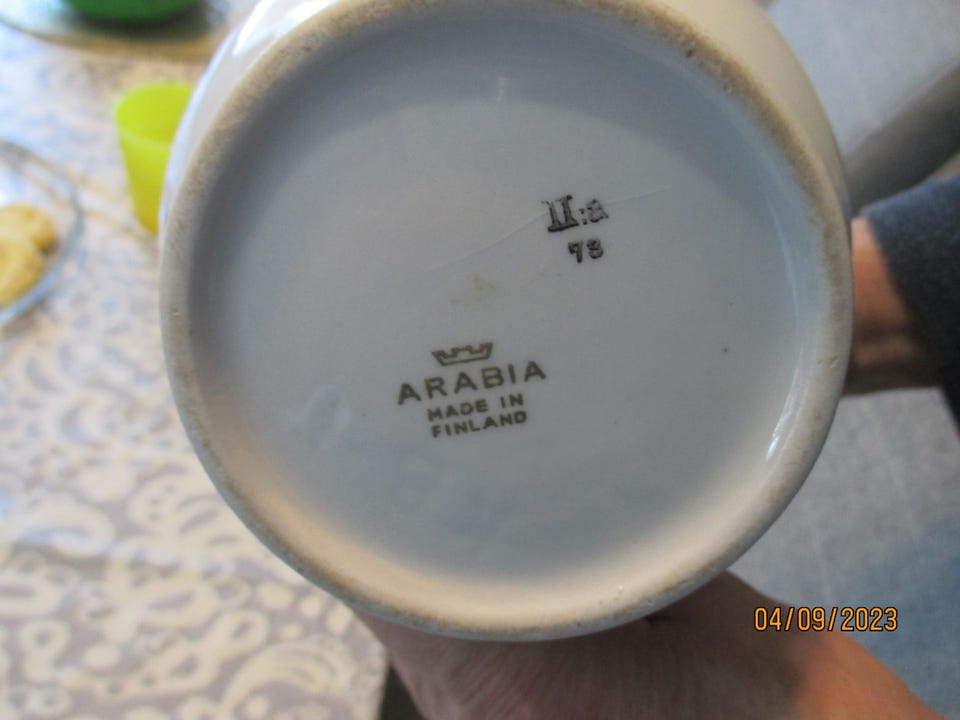 II:a
73
ARABIA
MADE IN
FINLAND
04/09/2023